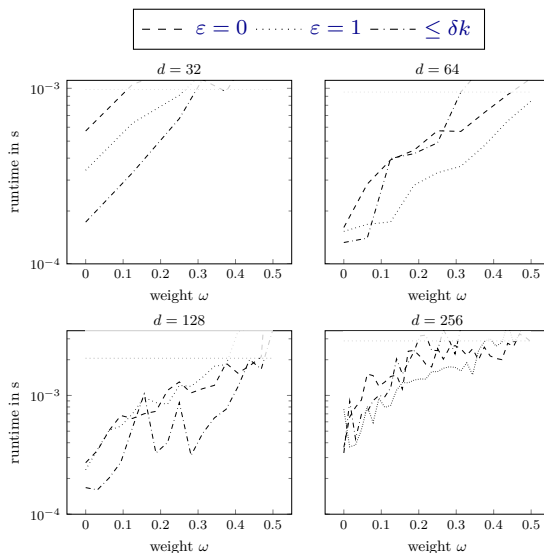 ε = 0 ε = 1 ≤ δk
d = 32
d = 64
runtime in s
10⁻³
10⁻⁴
0 0.1 0.2 0.3 0.4 0.5
0 0.1 0.2 0.3 0.4 0.5
weight ω
weight ω
d = 128
d = 256
runtime in s
10⁻³
10⁻⁴
0 0.1 0.2 0.3 0.4 0.5
0 0.1 0.2 0.3 0.4 0.5
weight ω
weight ω